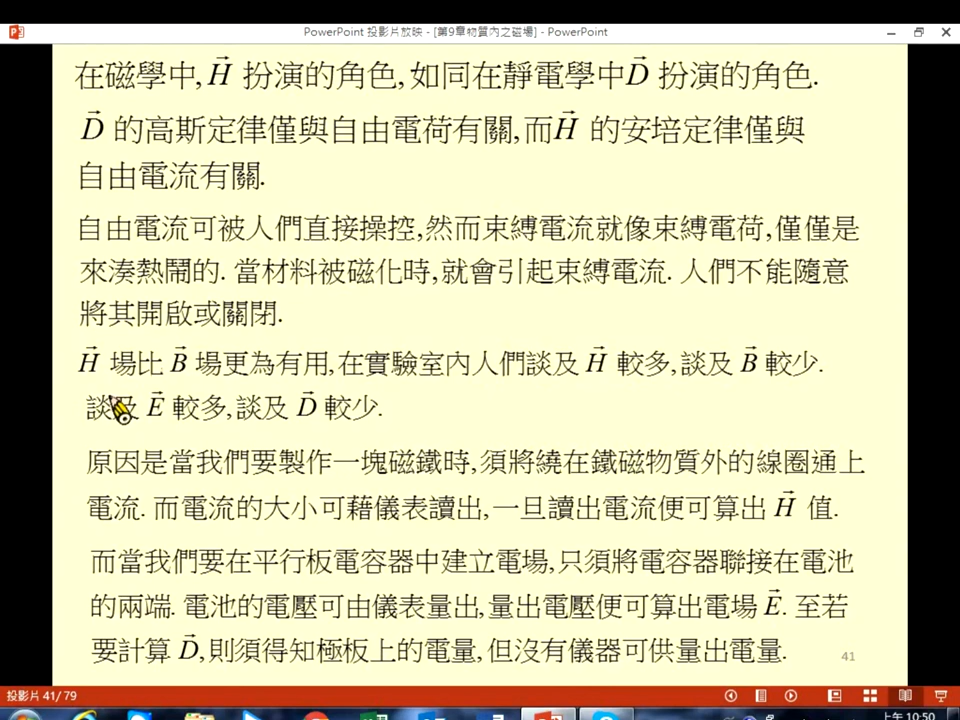 PowerPoint 投影片放映 - [第9章物質內之磁場] - PowerPoint
在磁學中, H⃗ 扮演的角色, 如同在靜電學中 D⃗ 扮演的角色.
D⃗ 的高斯定律僅與自由電荷有關, 而 H⃗ 的安培定律僅與
自由電流有關.
自由電流可被人們直接操控, 然而束縛電流就像束縛電荷, 僅僅是
來湊熱鬧的. 當材料被磁化時, 就會引起束縛電流. 人們不能隨意
將其開啟或關閉.
H⃗ 場比 B⃗ 場更為有用, 在實驗室內人們談及 H⃗ 較多, 談及 B⃗ 較少.
談及 E⃗ 較多, 談及 D⃗ 較少.
原因是當我們要製作一塊磁鐵時, 須將繞在鐵磁物質外的線圈通上
電流. 而電流的大小可藉儀表讀出, 一旦讀出電流便可算出 H⃗ 值.
而當我們要在平行板電容器中建立電場, 只須將電容器聯接在電池
的兩端. 電池的電壓可由儀表量出, 量出電壓便可算出電場 E⃗. 至若
要計算 D⃗, 則須得知極板上的電量, 但沒有儀器可供量出電量.
41
投影片 41/79
上午 10:50